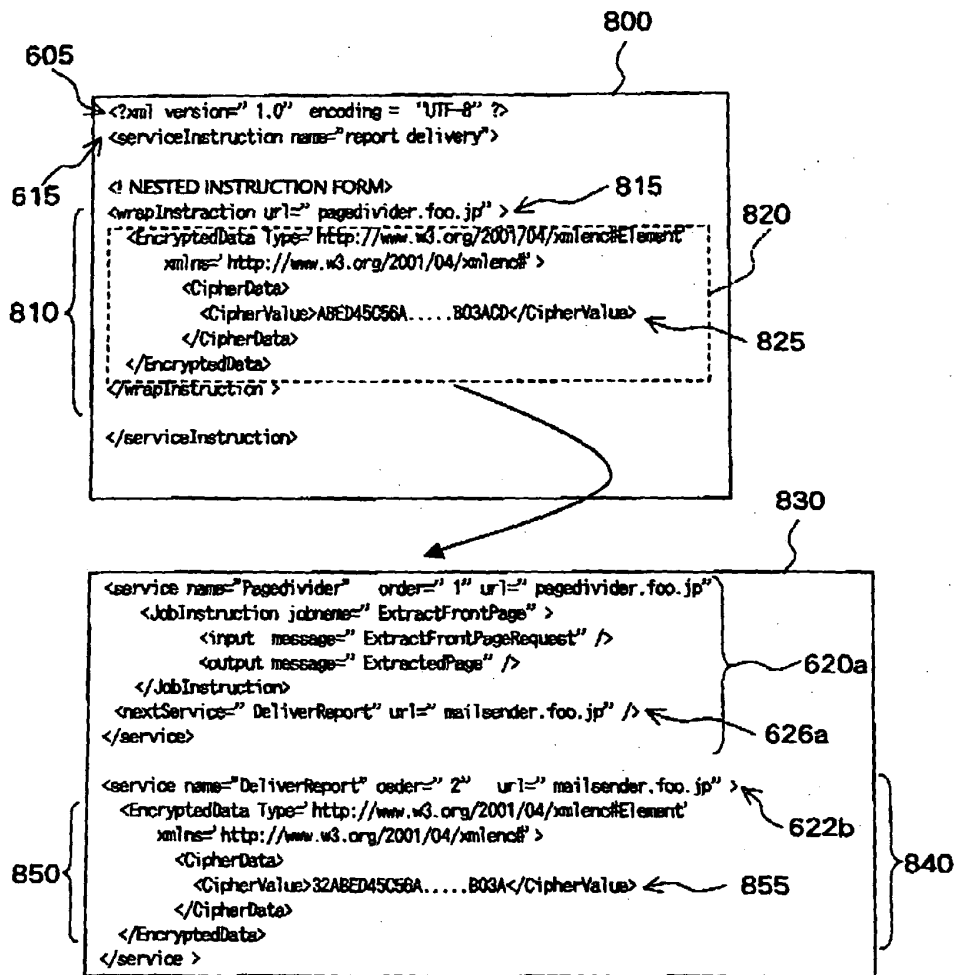 800
605
<?xml version=" 1.0" encoding = "UTF-8" ?>
<serviceInstruction name="report delivery">
615
<! NESTED INSTRUCTION FORM>
815
<wrapInstraction url=" pagedivider.foo.jp" >
820
<EncryptedData Type='http://www.w3.org/2001/04/xmlenc#Element'
xmlns='http://www.w3.org/2001/04/xmlenc#' >
<CipherData>
810
<CipherValue>ABED45C56A.....B03ACD</CipherValue>
825
</CipherData>
</EncryptedData>
</wrapInstruction >
</serviceInstruction>
830
<service name="Pagedivider" order=" 1" url=" pagedivider.foo.jp"
<JobInstruction jobname=" ExtractFrontPage" >
<input message=" ExtractFrontPageRequest" />
<output message=" ExtractedPage" />
620a
</JobInstruction>
<nextService=" DeliverReport" url=" mailsender.foo.jp" />
626a
</service>
<service name="DeliverReport" oeder=" 2" url=" mailsender.foo.jp" >
622b
<EncryptedData Type='http://www.w3.org/2001/04/xmlenc#Element'
xmlns='http://www.w3.org/2001/04/xmlenc#' >
<CipherData>
850
840
<CipherValue>32ABED45C56A.....B03A</CipherValue>
855
</CipherData>
</EncryptedData>
</service >